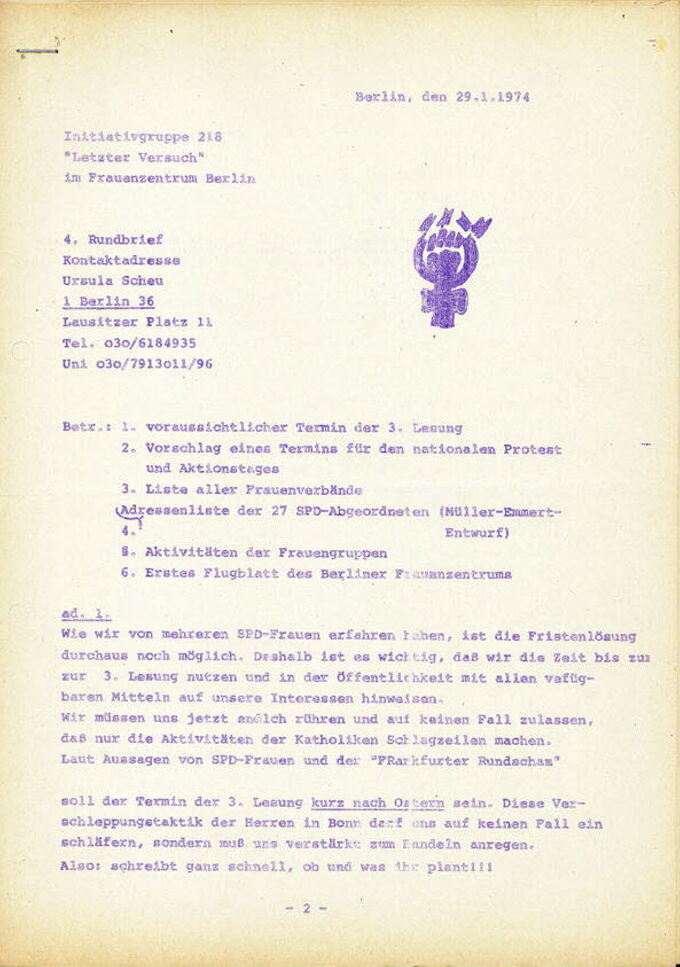 Berlin, den 29.1.1974
Initiativgruppe 218
"Letzter Versuch"
im Frauenzentrum Berlin
4. Rundbrief
Kontaktadresse
Ursula Scheu
1 Berlin 36
Lausitzer Platz 11
Tel. o3o/6184935
Uni o3o/7913o11/96
Betr.: 1. voraussichtlicher Termin der 3. Lesung
2. Vorschlag eines Termins für den nationalen Protest
und Aktionstages
3. Liste aller Frauenverbände
Adressenliste der 27 SPD-Abgeordneten (Müller-Emmert-
4. Entwurf)
5. Aktivitäten der Frauengruppen
6. Erstes Flugblatt des Berliner Frauanzentrums
ad. 1.
Wie wir von mehreren SPD-Frauen erfahren haben, ist die Fristenlösung
durchaus noch möglich. Deshalb ist es wichtig, daß wir die Zeit bis zum
zur 3. Lesung nutzen und in der Öffentlichkeit mit allen vefüg-
baren Mitteln auf unsere Interessen hinweisen.
Wir müssen uns jetzt enölch rühren und auf keinen Fall zulassen,
daß nur die Aktivitäten der Katholiken Schlagzeilen machen.
Laut Aussagen von SPD-Frauen und der "FRankfurter Rundschau"
soll der Termin der 3. Lesung kurz nach Ostern sein. Diese Ver-
schleppungstaktik der Herren in Bonn darf uns auf keinen Fall ein
schläfern, sondern muß uns verstärkt zum Handeln anregen.
Also: schreibt ganz schnell, ob und was ihr plant!!!
- 2 -